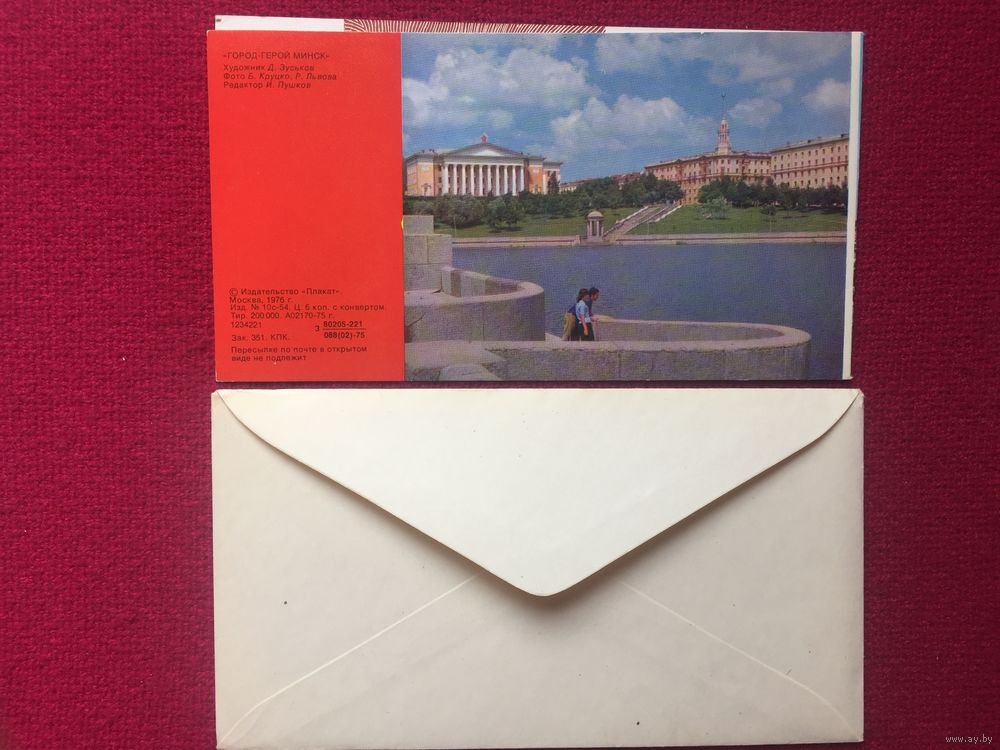 «ГОРОД-ГЕРОЙ МИНСК»
Художник Д. Зуськов
Фото Б. Круцко, Р. Львова
Редактор И. Пушков
© Издательство «Плакат».
Москва, 1976 г.
Изд. № 10с-54. Ц. 6 коп. с конвертом.
Тир. 200 000. А02170-75 г.
1234221 З 80205-221
Зак. 351. КПК. 088(02)-75
Пересылке по почте в открытом
виде не подлежит
www.ay.by